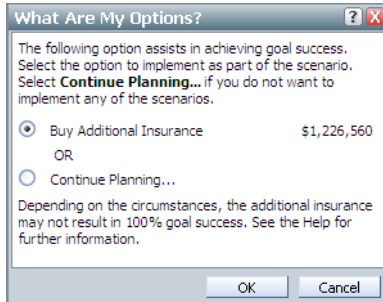 What Are My Options?
The following option assists in achieving goal success.
Select the option to implement as part of the scenario.
Select Continue Planning... if you do not want to
implement any of the scenarios.
Buy Additional Insurance $1,226,560
OR
Continue Planning...
Depending on the circumstances, the additional insurance
may not result in 100% goal success. See the Help for
further information.
OK Cancel